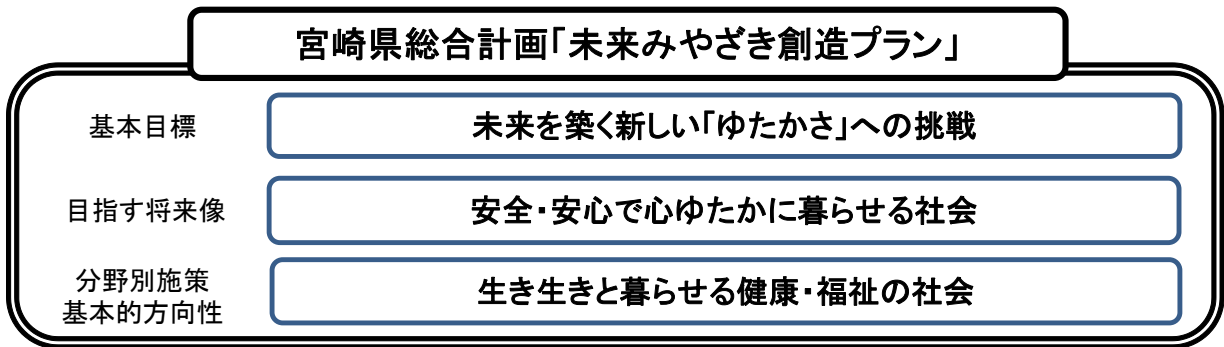 宮崎県総合計画｢未来みやざき創造プラン｣
基本目標
未来を築く新しい｢ゆたかさ｣への挑戦
目指す将来像
安全・安心で心ゆたかに暮らせる社会
分野別施策
基本的方向性
生き生きと暮らせる健康・福祉の社会